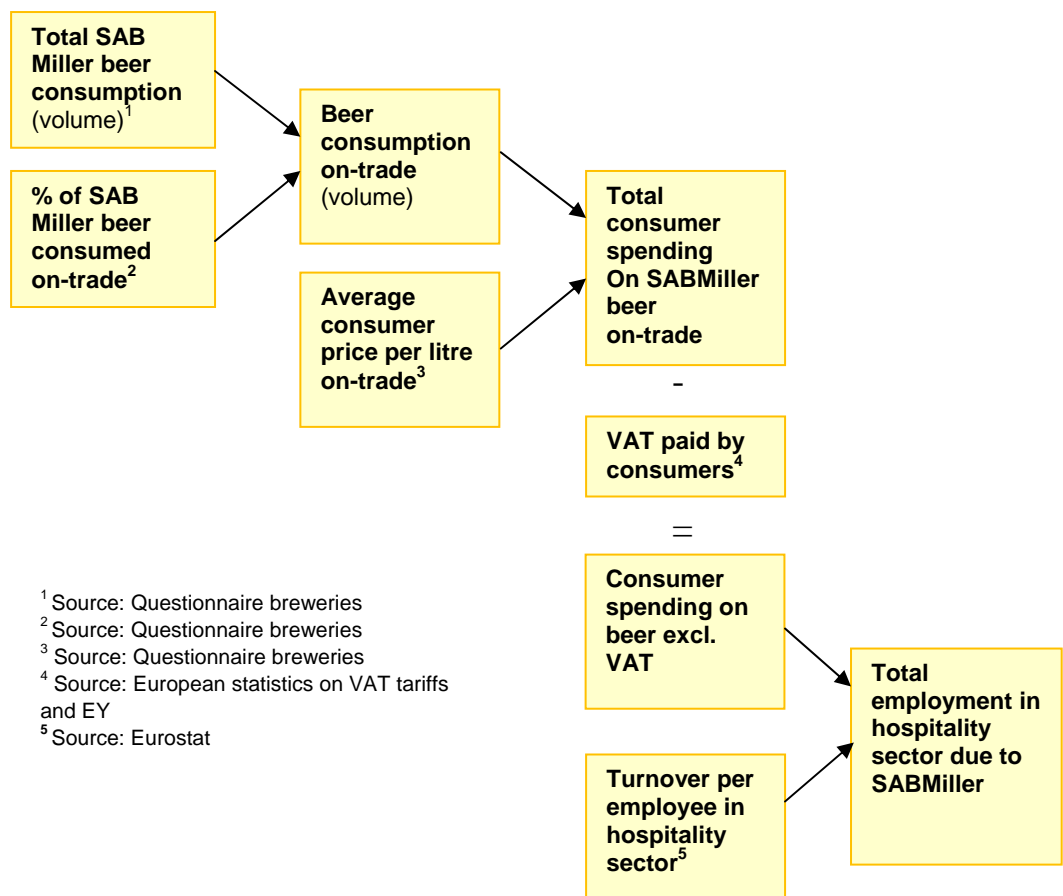 Total SAB
Miller beer
consumption
(volume)¹
% of SAB
Miller beer
consumed
on-trade²
Beer
consumption
on-trade
(volume)
Average
consumer
price per litre
on-trade³
Total
consumer
spending
On SABMiller
beer
on-trade
-
VAT paid by
consumers⁴
=
Consumer
spending on
beer excl.
VAT
Turnover per
employee in
hospitality
sector⁵
Total
employment in
hospitality
sector due to
SABMiller
¹ Source: Questionnaire breweries
² Source: Questionnaire breweries
³ Source: Questionnaire breweries
⁴ Source: European statistics on VAT tariffs
and EY
⁵ Source: Eurostat